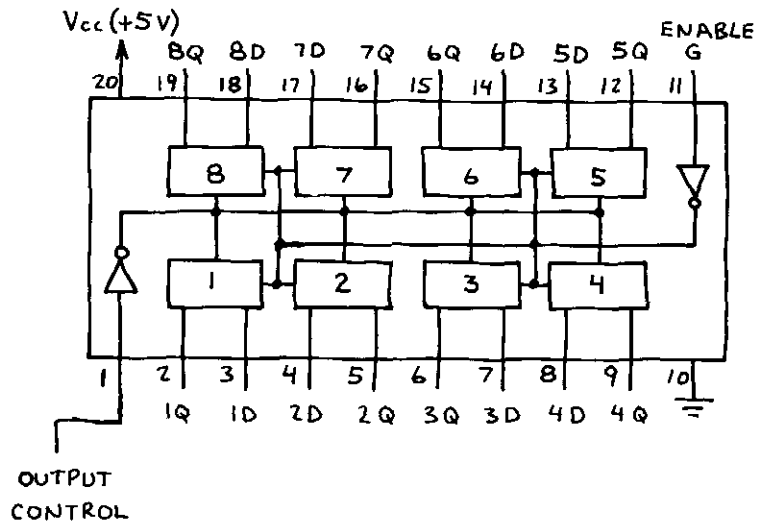 Vcc (+5V)
ENABLE
8Q 8D 7D 7Q 6Q 6D 5D 5Q G
20 19 18 17 16 15 14 13 12 11
8 7 6 5
1 2 3 4
1 2 3 4 5 6 7 8 9 10
1Q 1D 2D 2Q 3Q 3D 4D 4Q
OUTPUT
CONTROL